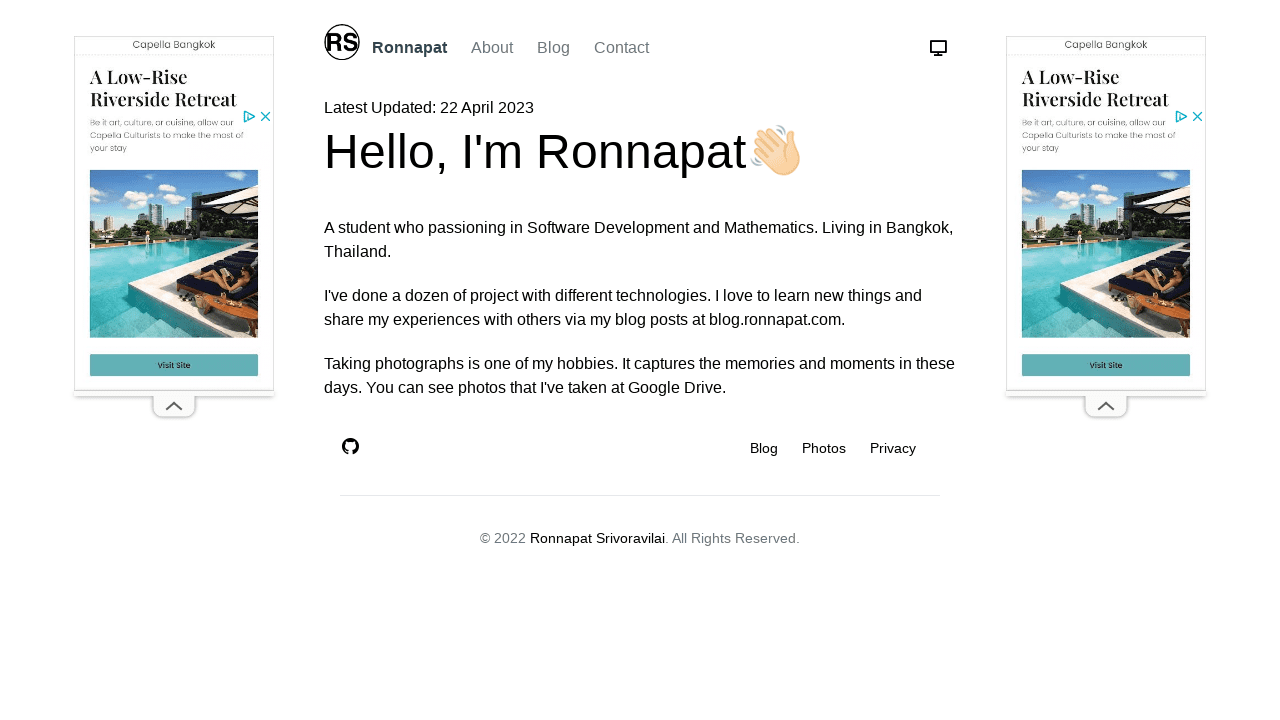 RS Ronnapat About Blog Contact
Latest Updated: 22 April 2023
Hello, I'm Ronnapat👋🏻
A student who passioning in Software Development and Mathematics. Living in Bangkok,
Thailand.
I've done a dozen of project with different technologies. I love to learn new things and
share my experiences with others via my blog posts at blog.ronnapat.com.
Taking photographs is one of my hobbies. It captures the memories and moments in these
days. You can see photos that I've taken at Google Drive.
Blog Photos Privacy
© 2022 Ronnapat Srivoravilai. All Rights Reserved.
Capella Bangkok
A Low-Rise
Riverside Retreat
Be it art, culture, or cuisine, allow our
Capella Culturists to make the most of
your stay
Visit Site
Capella Bangkok
A Low-Rise
Riverside Retreat
Be it art, culture, or cuisine, allow our
Capella Culturists to make the most of
your stay
Visit Site